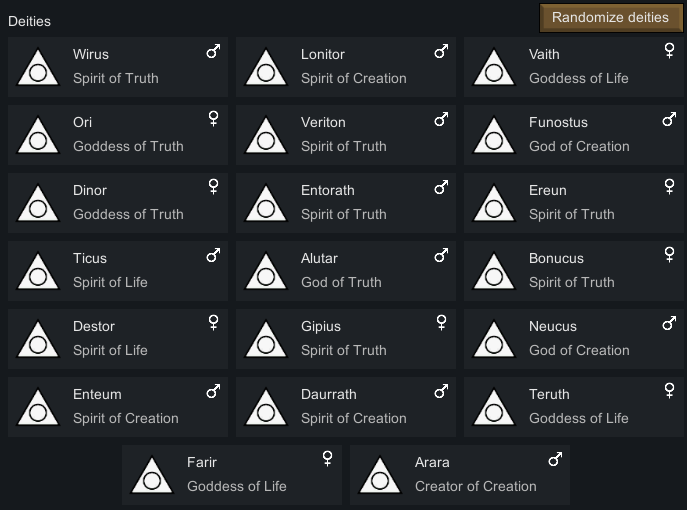 Deities
Randomize deities
Wirus
Spirit of Truth
Lonitor
Spirit of Creation
Vaith
Goddess of Life
Ori
Goddess of Truth
Veriton
Spirit of Truth
Funostus
God of Creation
Dinor
Goddess of Truth
Entorath
Spirit of Truth
Ereun
Spirit of Truth
Ticus
Spirit of Life
Alutar
God of Truth
Bonucus
Spirit of Truth
Destor
Spirit of Life
Gipius
Spirit of Truth
Neucus
God of Creation
Enteum
Spirit of Creation
Daurrath
Spirit of Creation
Teruth
Goddess of Life
Farir
Goddess of Life
Arara
Creator of Creation